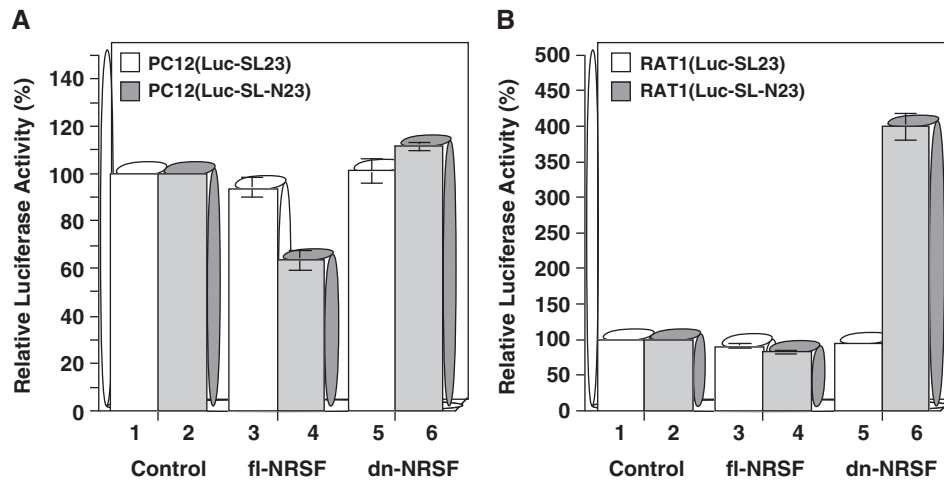 A
Relative Luciferase Activity (%)
140
120
100
80
60
40
20
0
PC12(Luc-SL23)
PC12(Luc-SL-N23)
1 2 3 4 5 6
Control fl-NRSF dn-NRSF
B
Relative Luciferase Activity (%)
500
450
400
350
300
250
200
150
100
50
0
RAT1(Luc-SL23)
RAT1(Luc-SL-N23)
1 2 3 4 5 6
Control fl-NRSF dn-NRSF